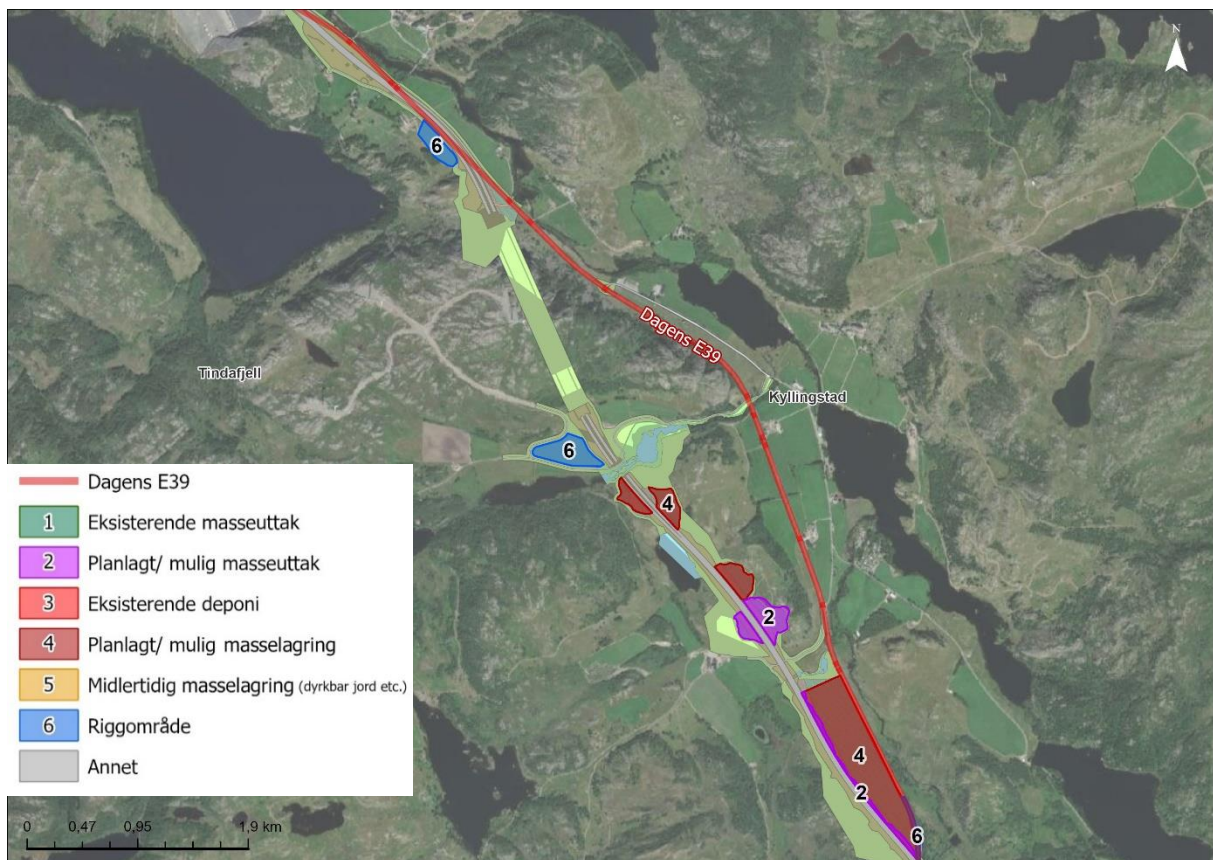 N
6
Dagens E39
Tindafjell
Kyllingstad
6
4
2
4
2
6
Dagens E39
1 Eksisterende masseuttak
2 Planlagt/ mulig masseuttak
3 Eksisterende deponi
4 Planlagt/ mulig masselagring
5 Midlertidig masselagring (dyrkbar jord etc.)
6 Riggområde
Annet
0 0,47 0,95 1,9 km